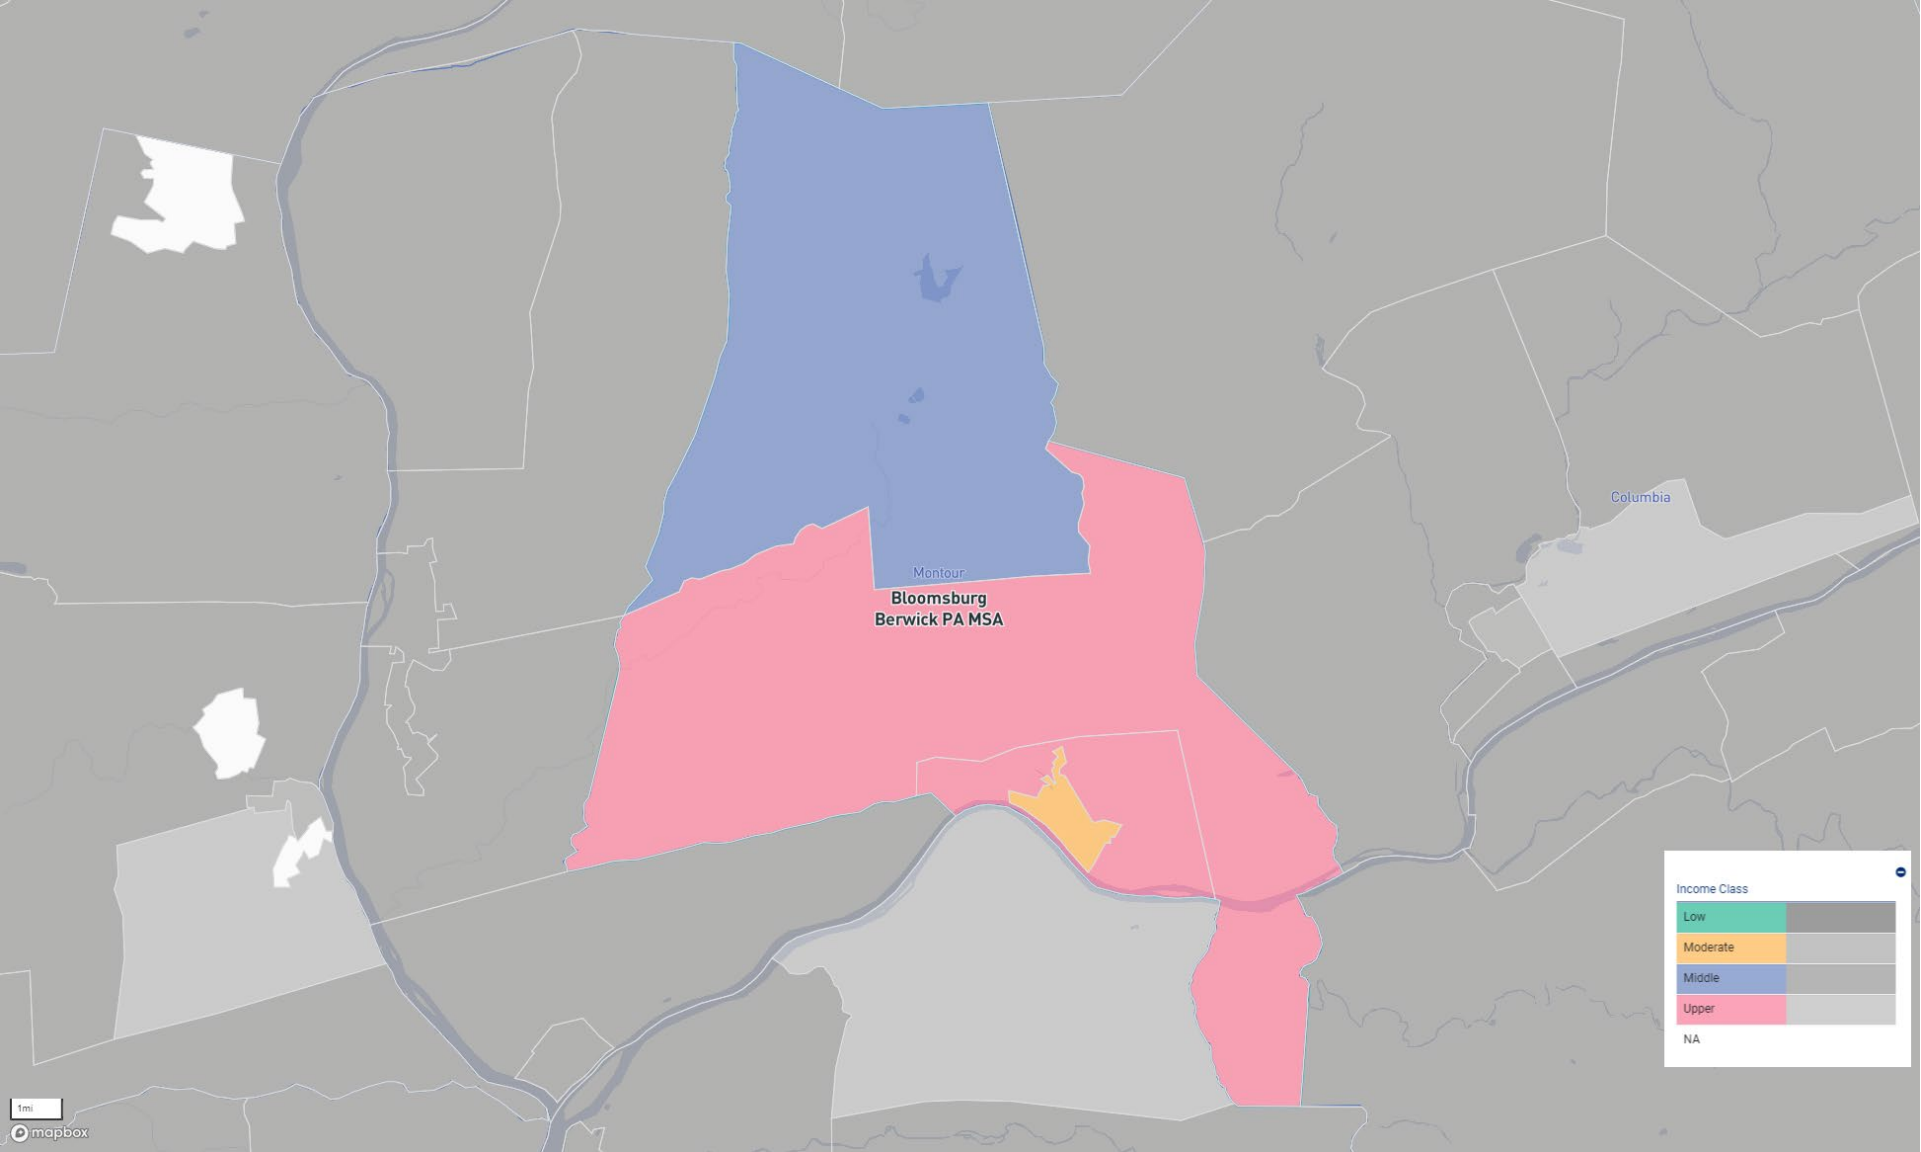 Columbia
Montour
Bloomsburg
Berwick PA MSA
Income Class
Low
Moderate
Middle
Upper
NA
1mi
mapbox